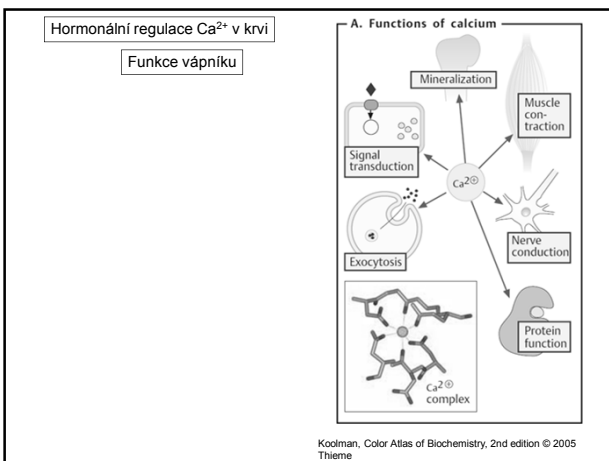 Hormonální regulace Ca²⁺ v krvi
Funkce vápníku
A. Functions of calcium
Mineralization
Muscle
con-
traction
Signal
transduction
Ca²⊕
Nerve
conduction
Exocytosis
Protein
function
Ca²⊕
complex
Koolman, Color Atlas of Biochemistry, 2nd edition © 2005
Thieme